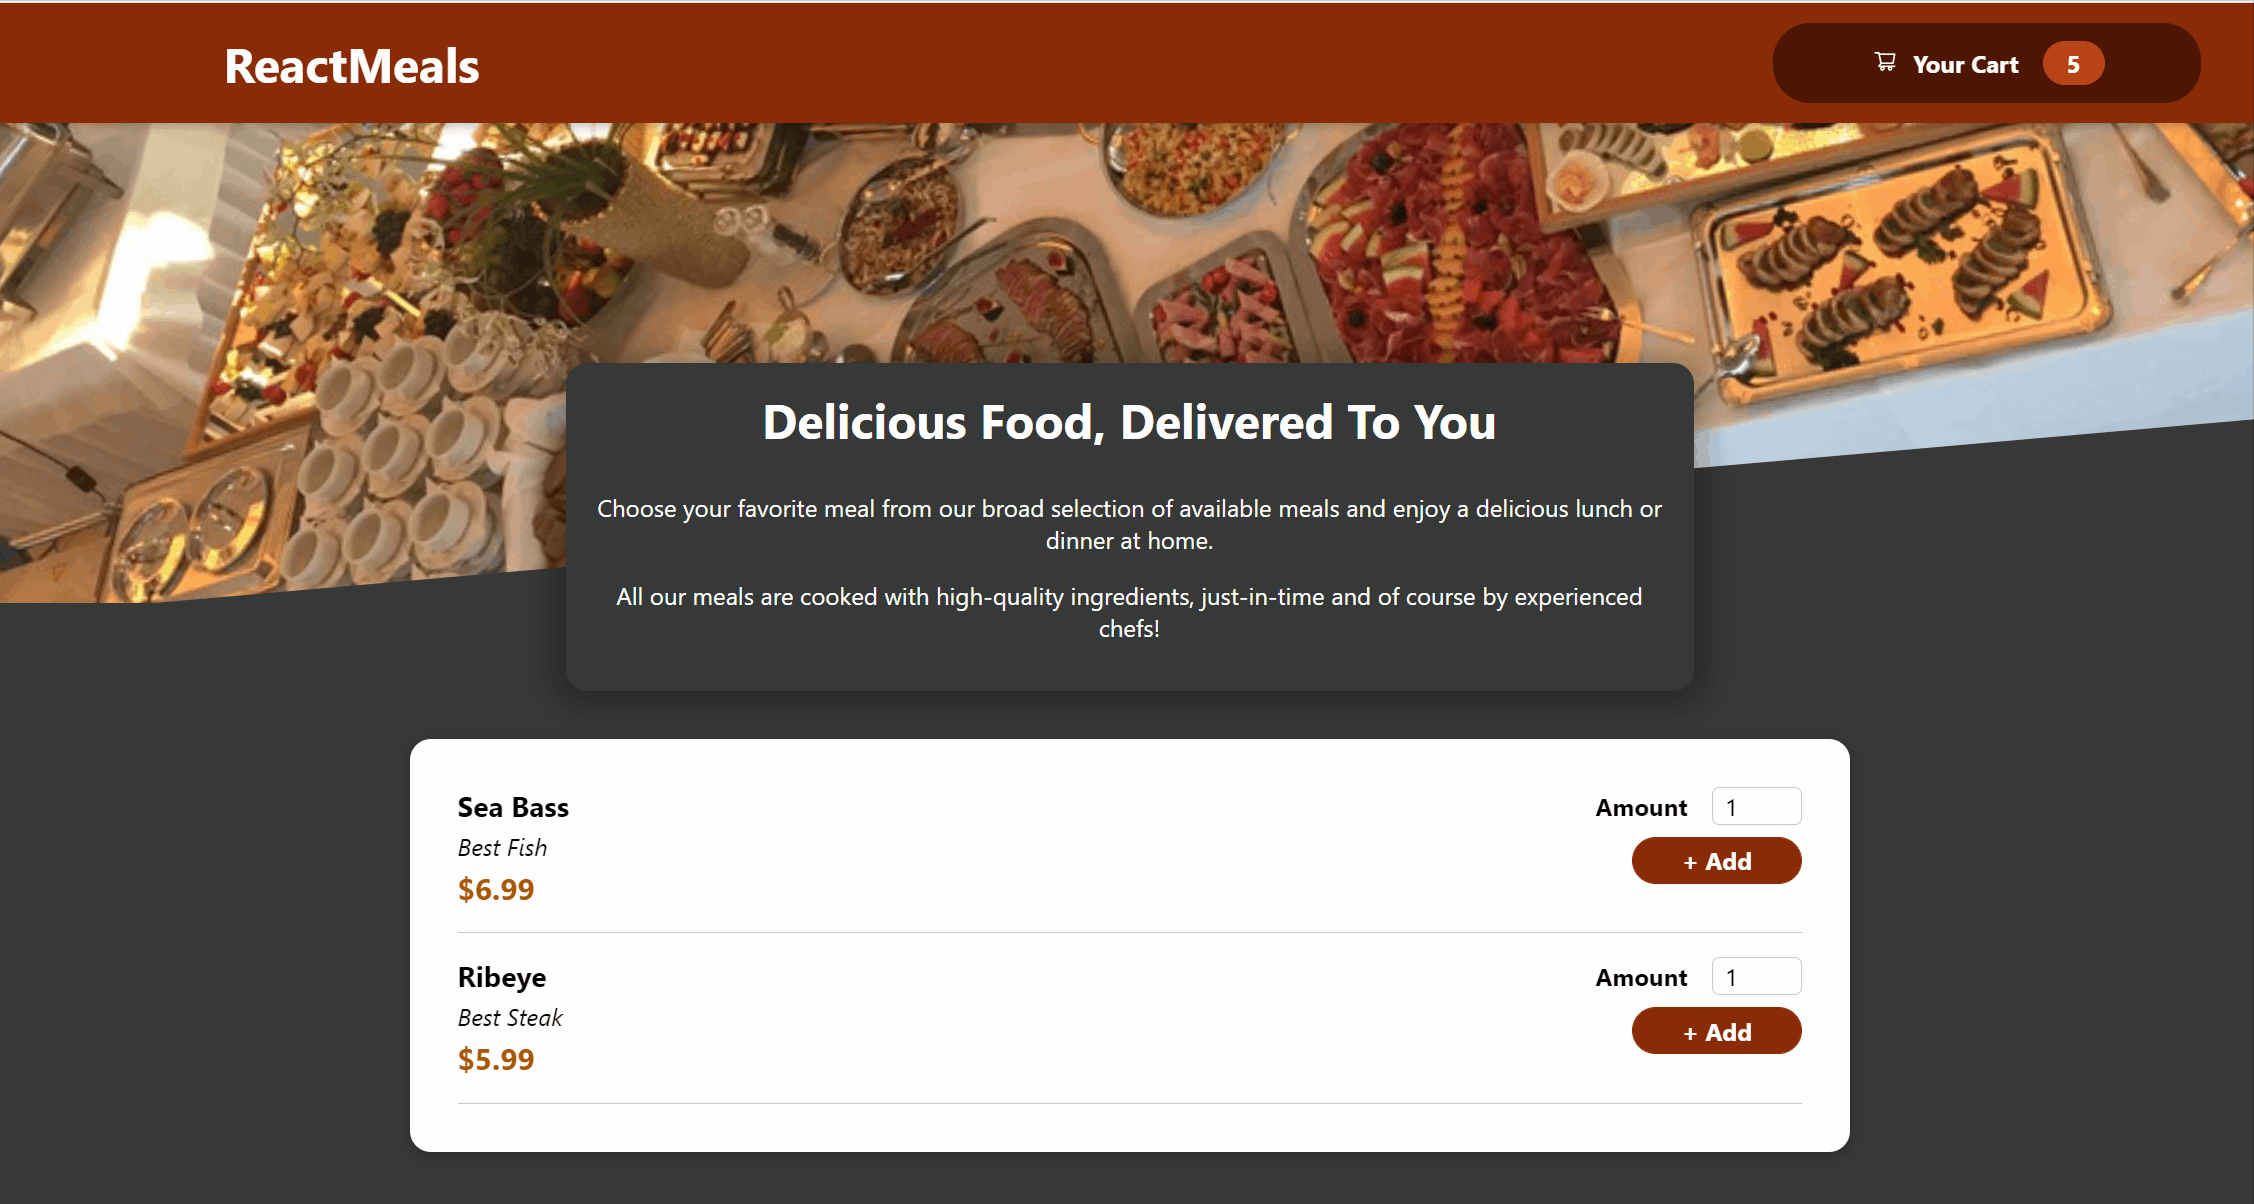 ReactMeals
Your Cart 5
Delicious Food, Delivered To You
Choose your favorite meal from our broad selection of available meals and enjoy a delicious lunch or
dinner at home.
All our meals are cooked with high-quality ingredients, just-in-time and of course by experienced
chefs!
Sea Bass
Best Fish
$6.99
Amount 1
+ Add
Ribeye
Best Steak
$5.99
Amount 1
+ Add